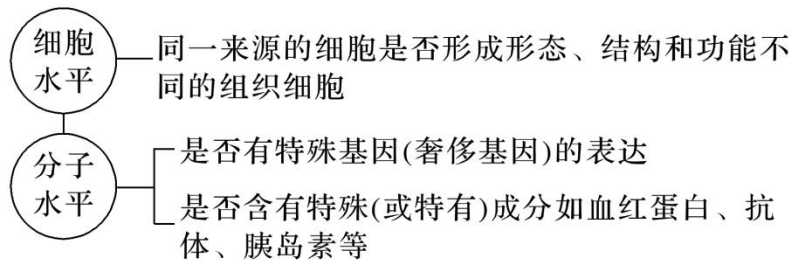 细胞
水平
同一来源的细胞是否形成形态、结构和功能不
同的组织细胞
分子
水平
是否有特殊基因(奢侈基因)的表达
是否含有特殊(或特有)成分如血红蛋白、抗
体、胰岛素等